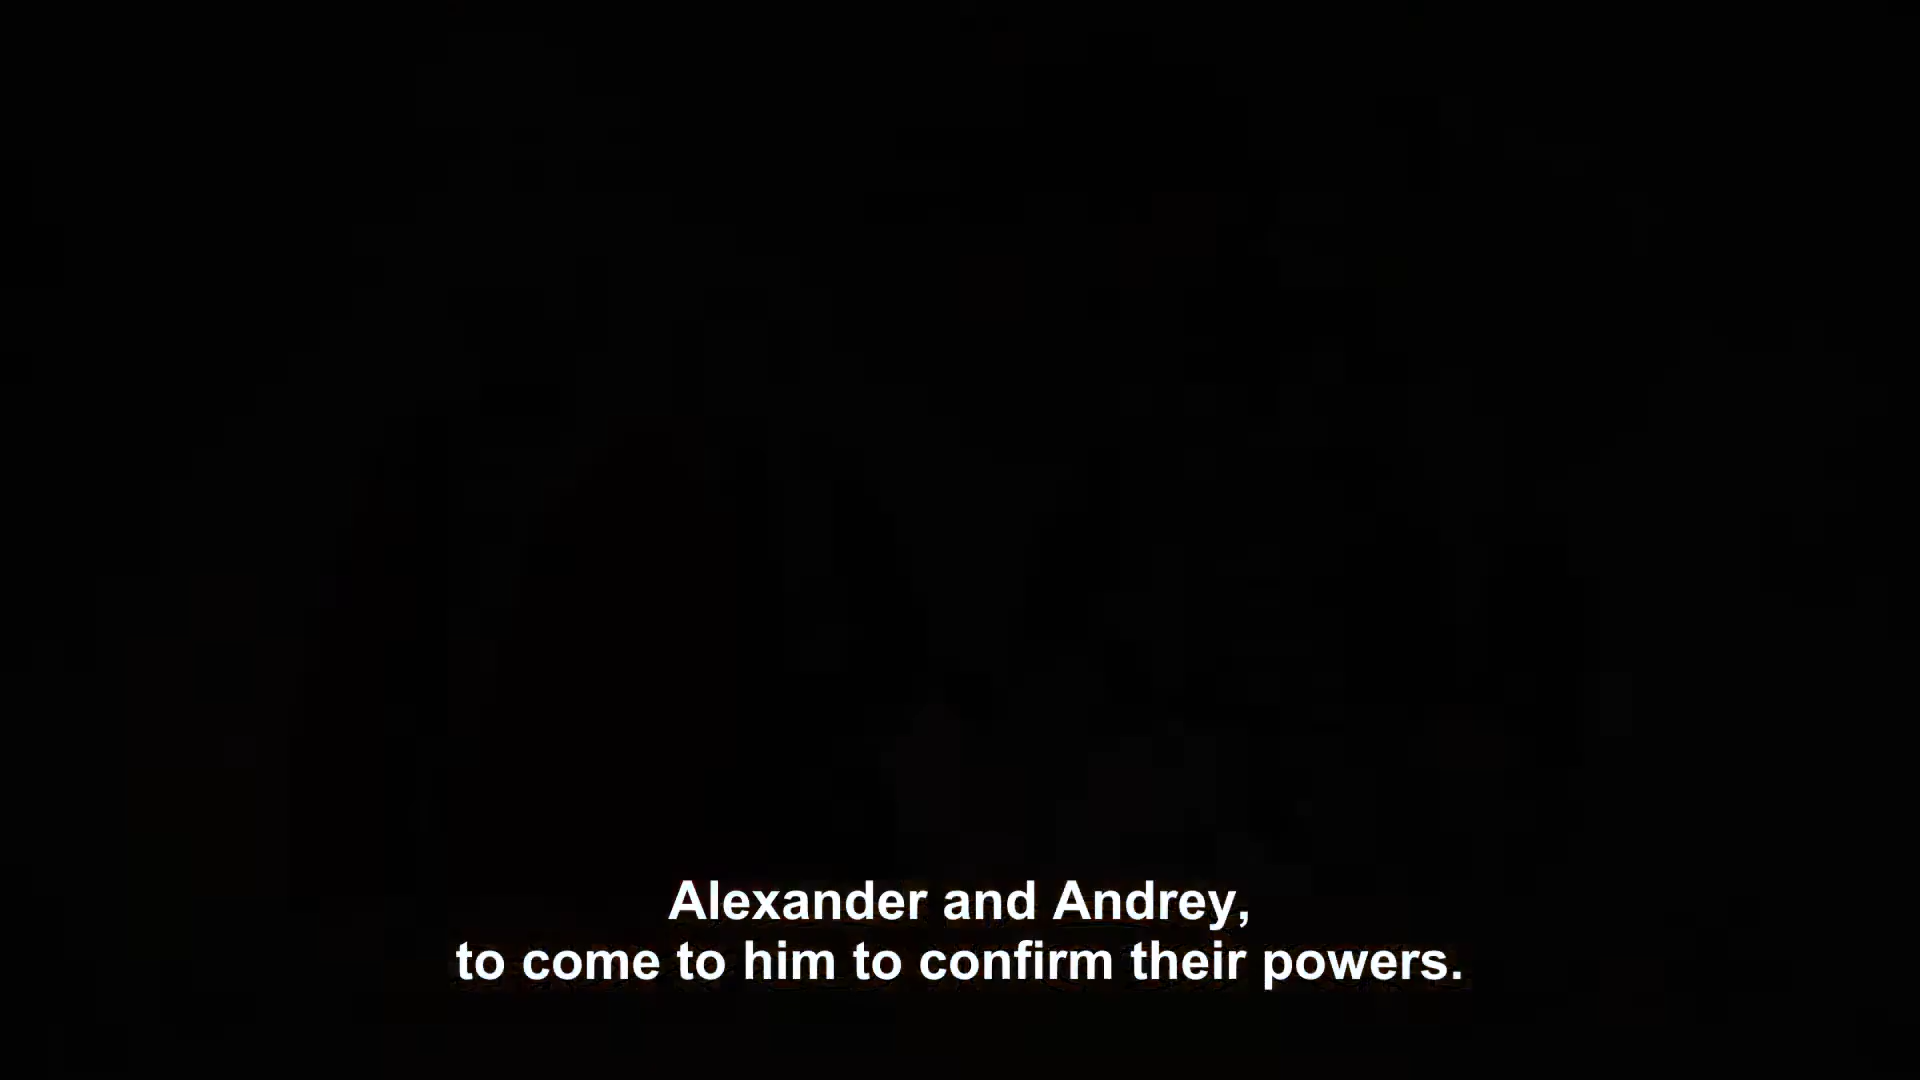 Alexander and Andrey,
to come to him to confirm their powers.